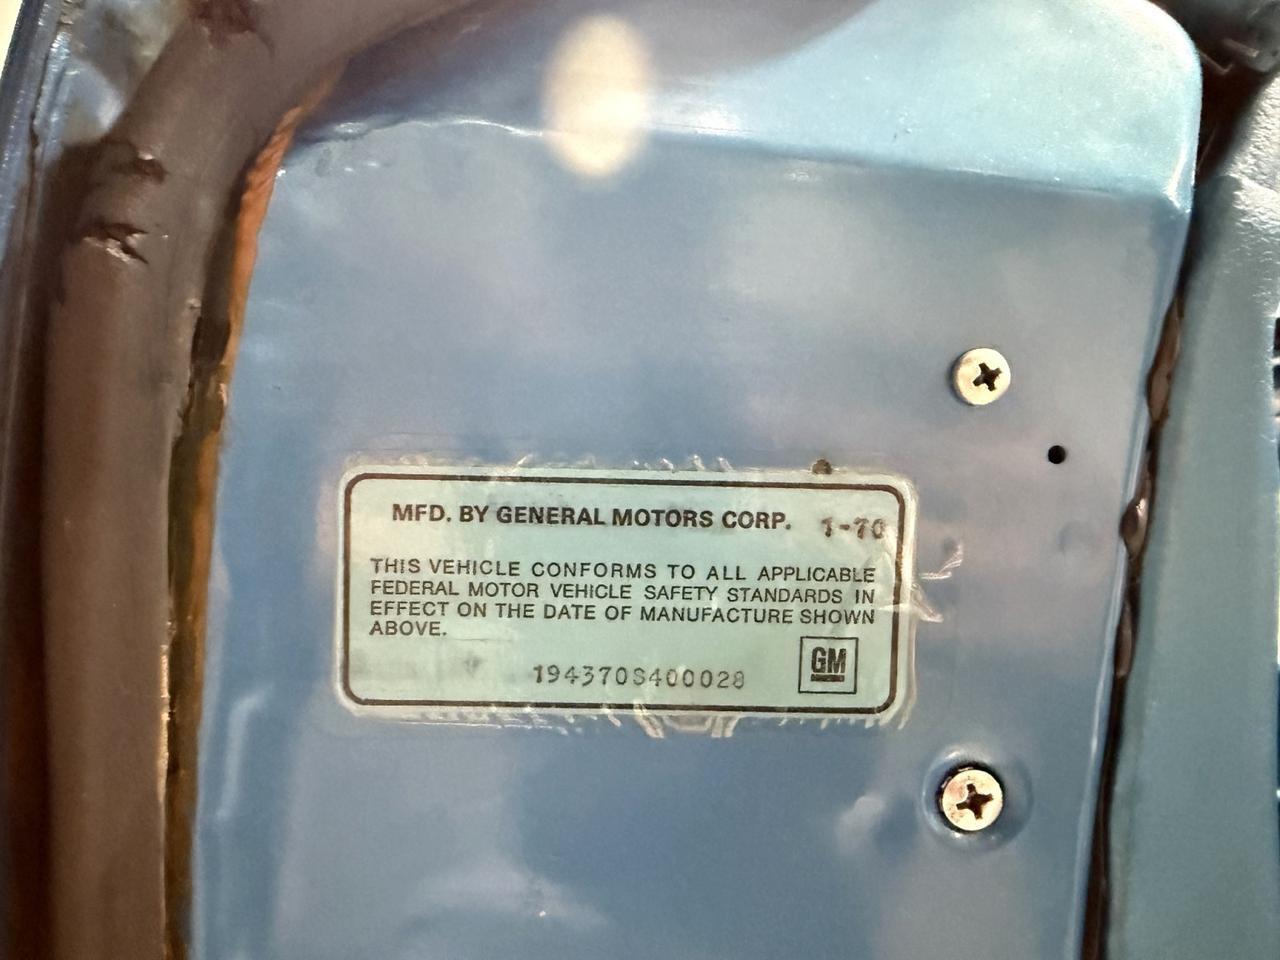 MFD. BY GENERAL MOTORS CORP. 1-70
THIS VEHICLE CONFORMS TO ALL APPLICABLE
FEDERAL MOTOR VEHICLE SAFETY STANDARDS IN
EFFECT ON THE DATE OF MANUFACTURE SHOWN
ABOVE.
194370S400028
GM